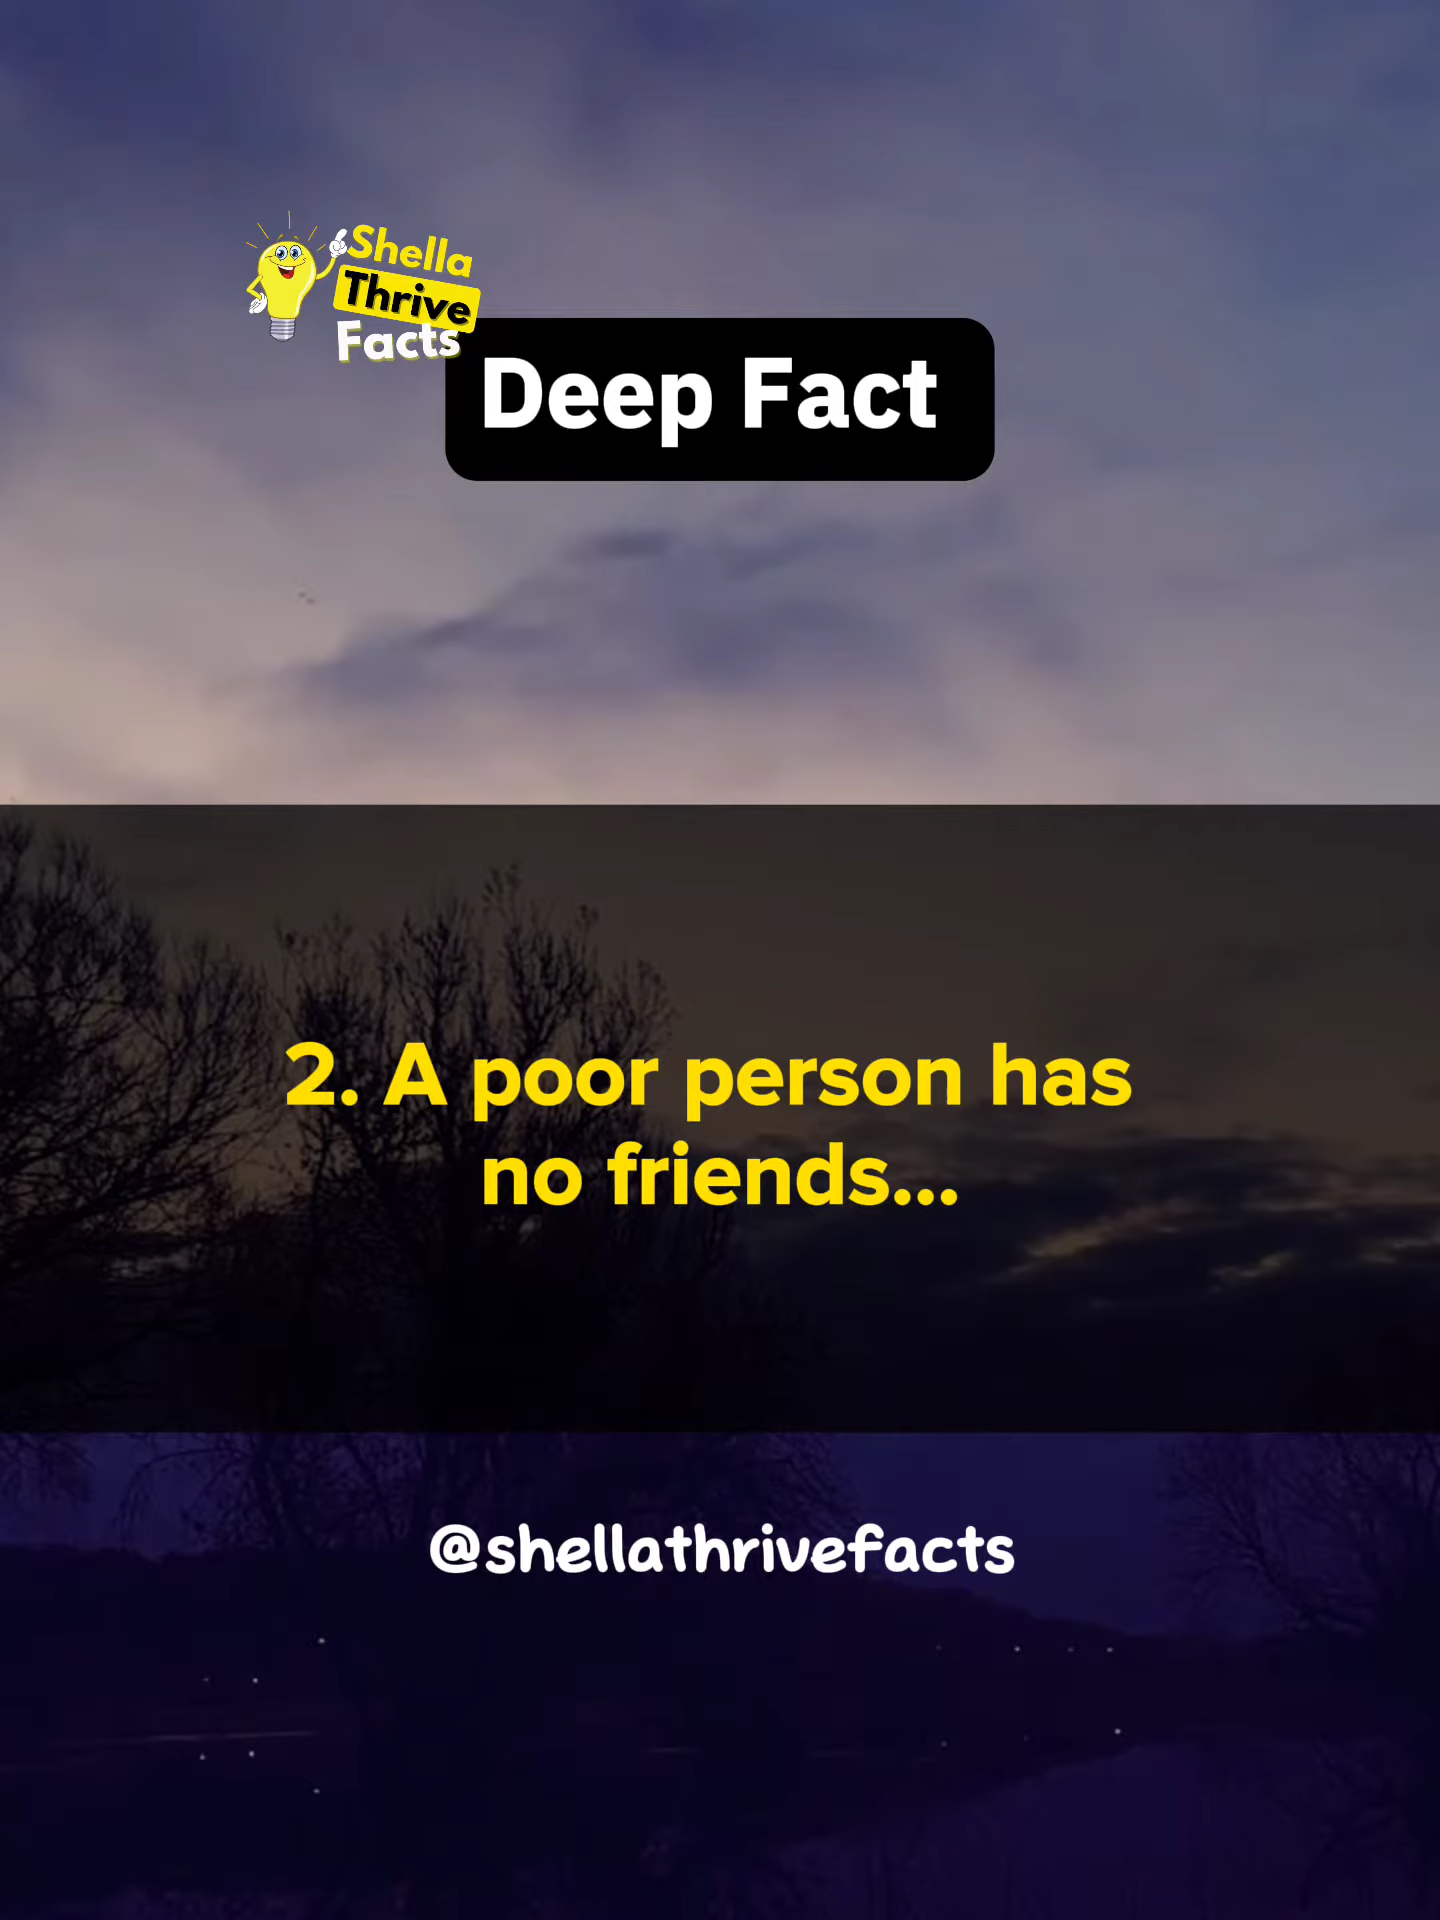 Shella
Thrive
Facts
Deep Fact
2. A poor person has
no friends...
@shellathrivefacts